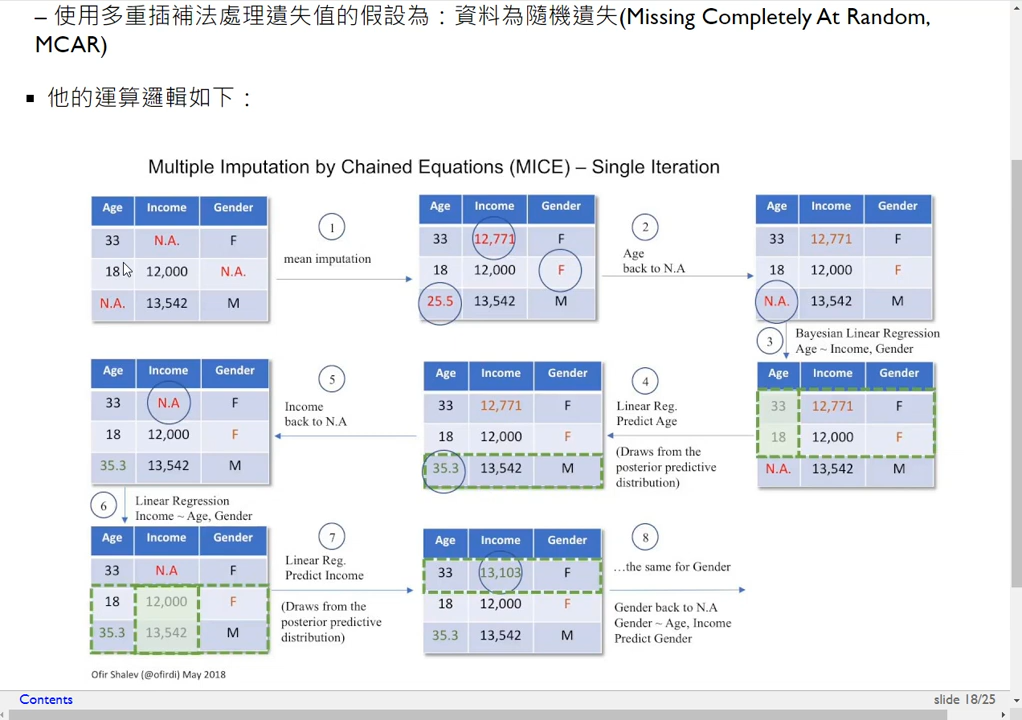 – 使用多重插補法處理遺失值的假設為：資料為隨機遺失(Missing Completely At Random,
MCAR)
▪ 他的運算邏輯如下：
Multiple Imputation by Chained Equations (MICE) – Single Iteration
Age Income Gender
33 N.A. F
18 12,000 N.A.
N.A. 13,542 M
1
mean imputation
Age Income Gender
33 12,771 F
18 12,000 F
25.5 13,542 M
2
Age
back to N.A
Age Income Gender
33 12,771 F
18 12,000 F
N.A. 13,542 M
3
Bayesian Linear Regression
Age ~ Income, Gender
Age Income Gender
33 12,771 F
18 12,000 F
N.A. 13,542 M
4
Linear Reg.
Predict Age
(Draws from the
posterior predictive
distribution)
Age Income Gender
33 12,771 F
18 12,000 F
35.3 13,542 M
5
Income
back to N.A
Age Income Gender
33 N.A F
18 12,000 F
35.3 13,542 M
6
Linear Regression
Income ~ Age, Gender
Age Income Gender
33 N.A F
18 12,000 F
35.3 13,542 M
7
Linear Reg.
Predict Income
(Draws from the
posterior predictive
distribution)
Age Income Gender
33 13,103 F
18 12,000 F
35.3 13,542 M
8
...the same for Gender
Gender back to N.A
Gender ~ Age, Income
Predict Gender
Ofir Shalev (@ofirdi) May 2018
Contents
slide 18/25